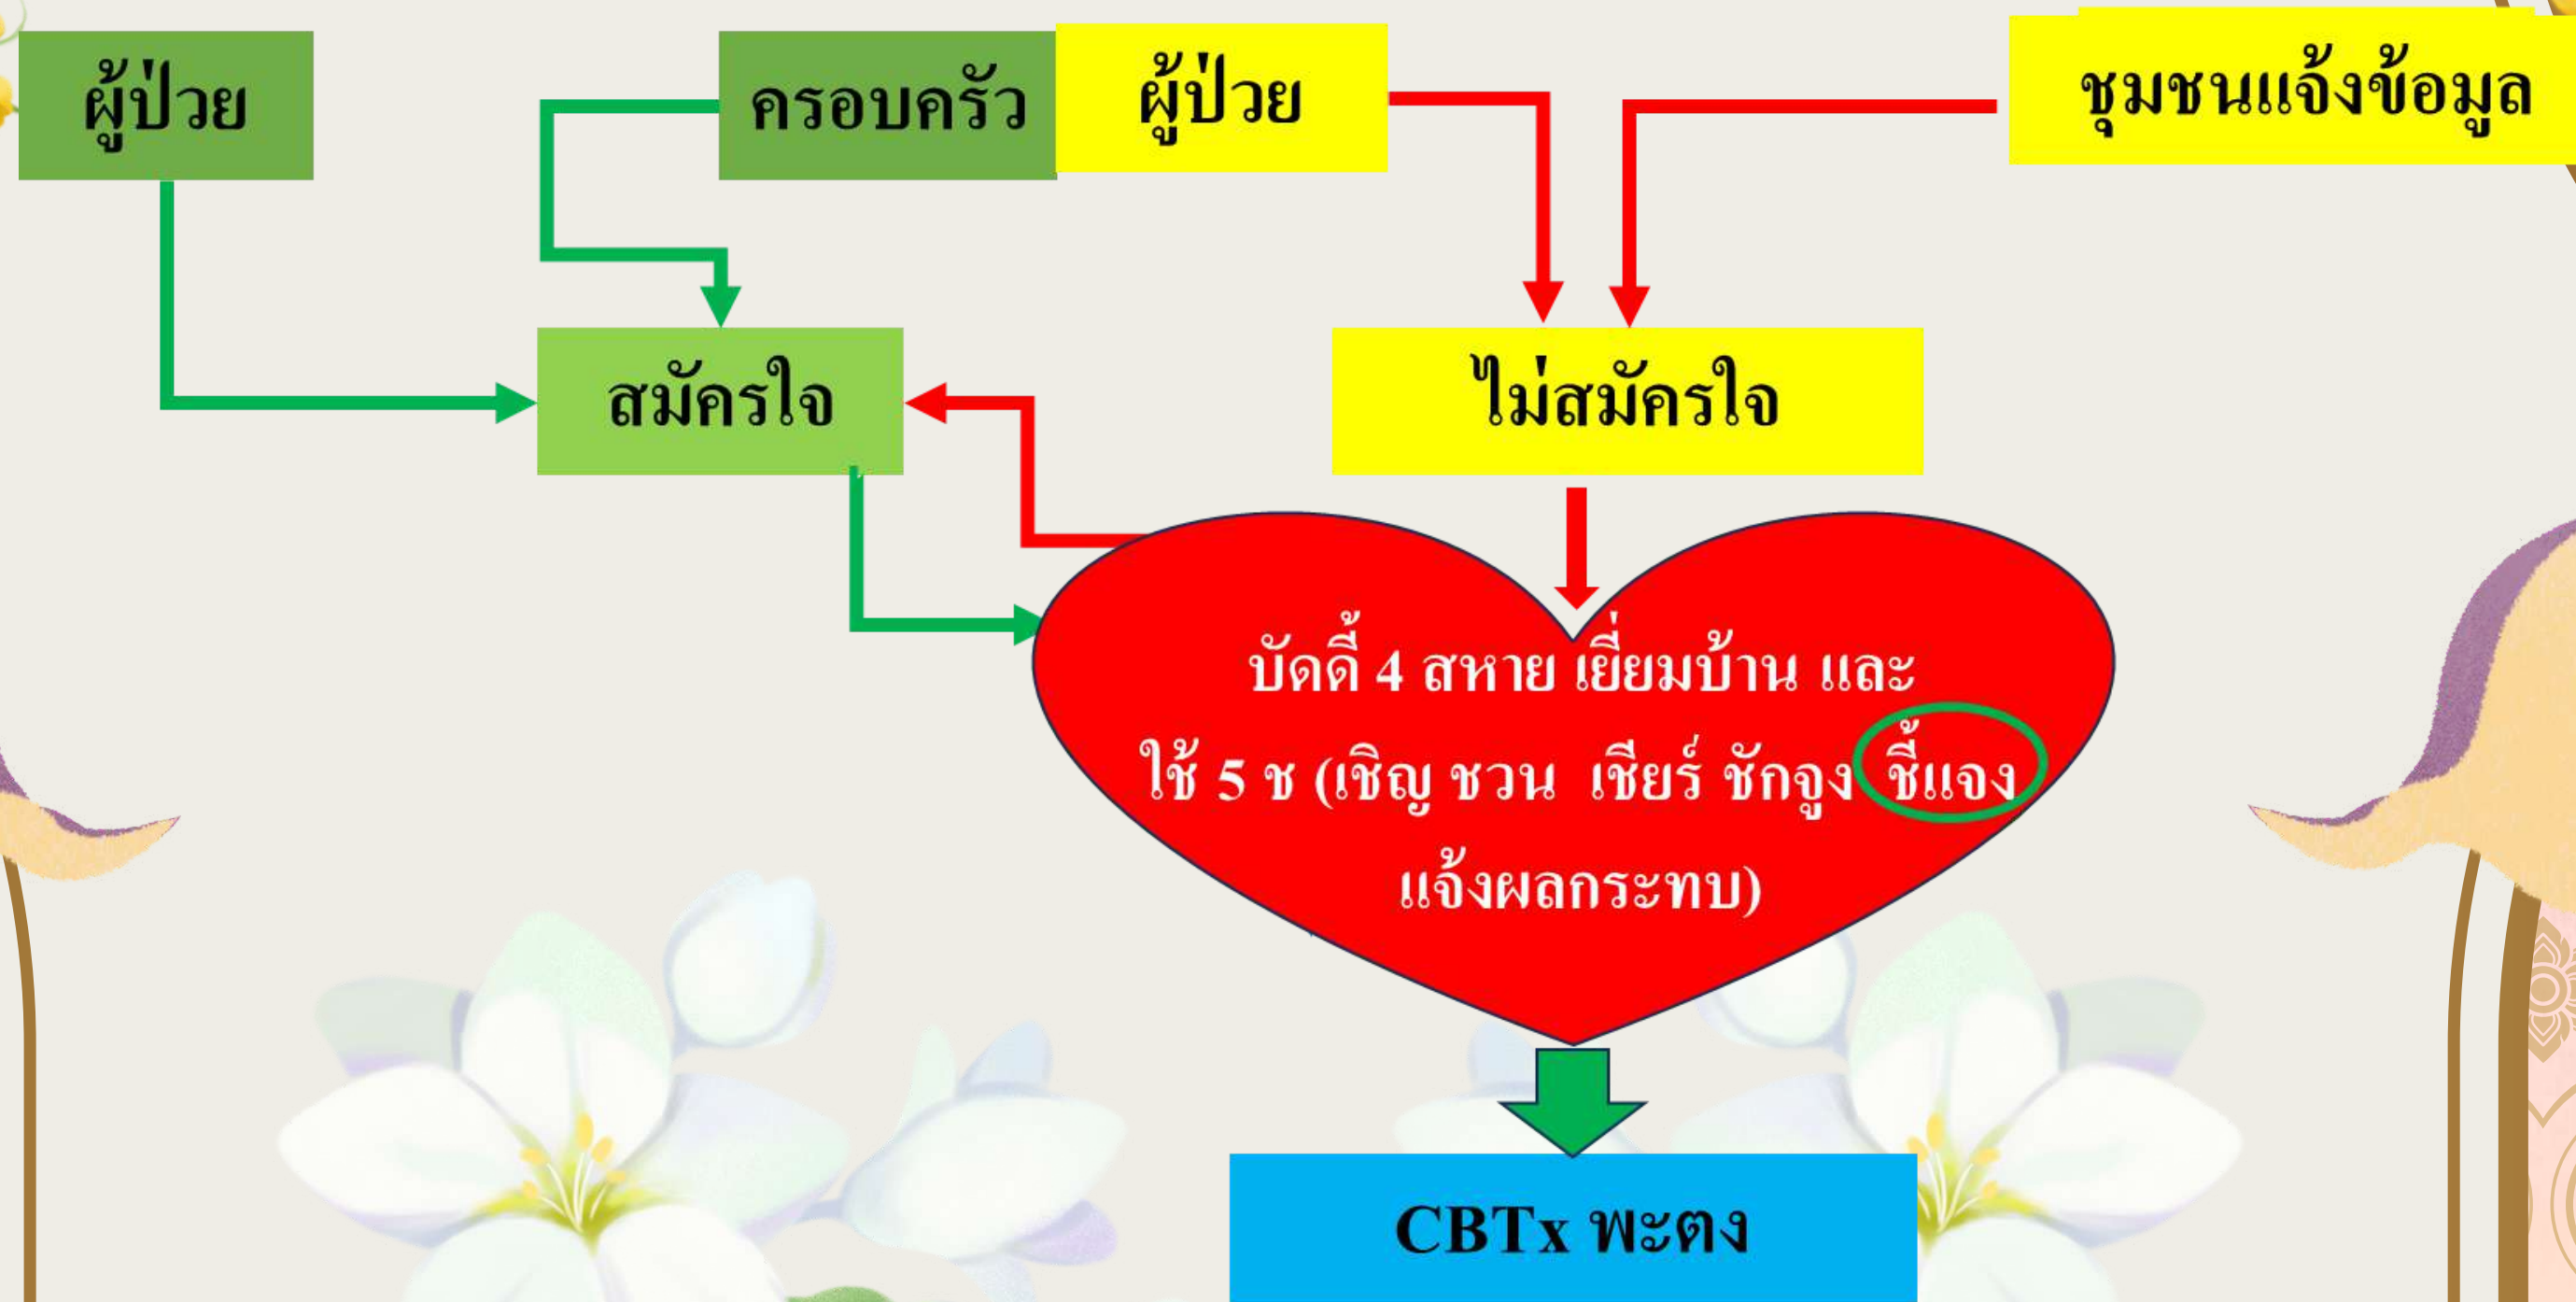 ผู้ป่วย
ครอบครัว
ผู้ป่วย
ชุมชนแจ้งข้อมูล
สมัครใจ
ไม่สมัครใจ
บัดดี้ 4 สหาย เยี่ยมบ้าน และ
ใช้ 5 ช (เชิญ ชวน เชียร์ ชักจูง ชี้แจง
แจ้งผลกระทบ)
CBTx พะตง